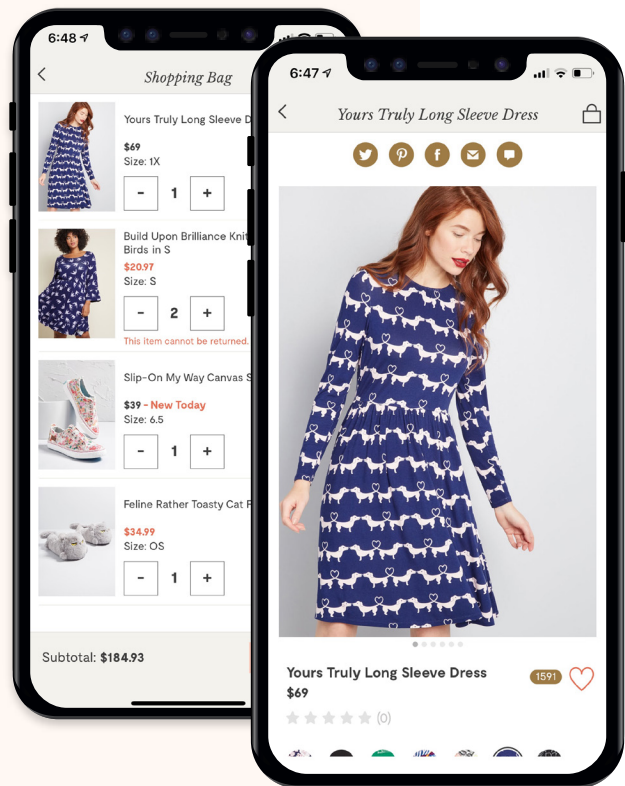 6:48
Shopping Bag
Yours Truly Long Sleeve D
$69
Size: 1X
- 1 +
Build Upon Brilliance Knit
Birds in S
$20.97
Size: S
- 2 +
This item cannot be returned.
Slip-On My Way Canvas S
$39 - New Today
Size: 6.5
- 1 +
Feline Rather Toasty Cat F
$34.99
Size: OS
- 1 +
Subtotal: $184.93
6:47
Yours Truly Long Sleeve Dress
Yours Truly Long Sleeve Dress
1591
$69
(0)